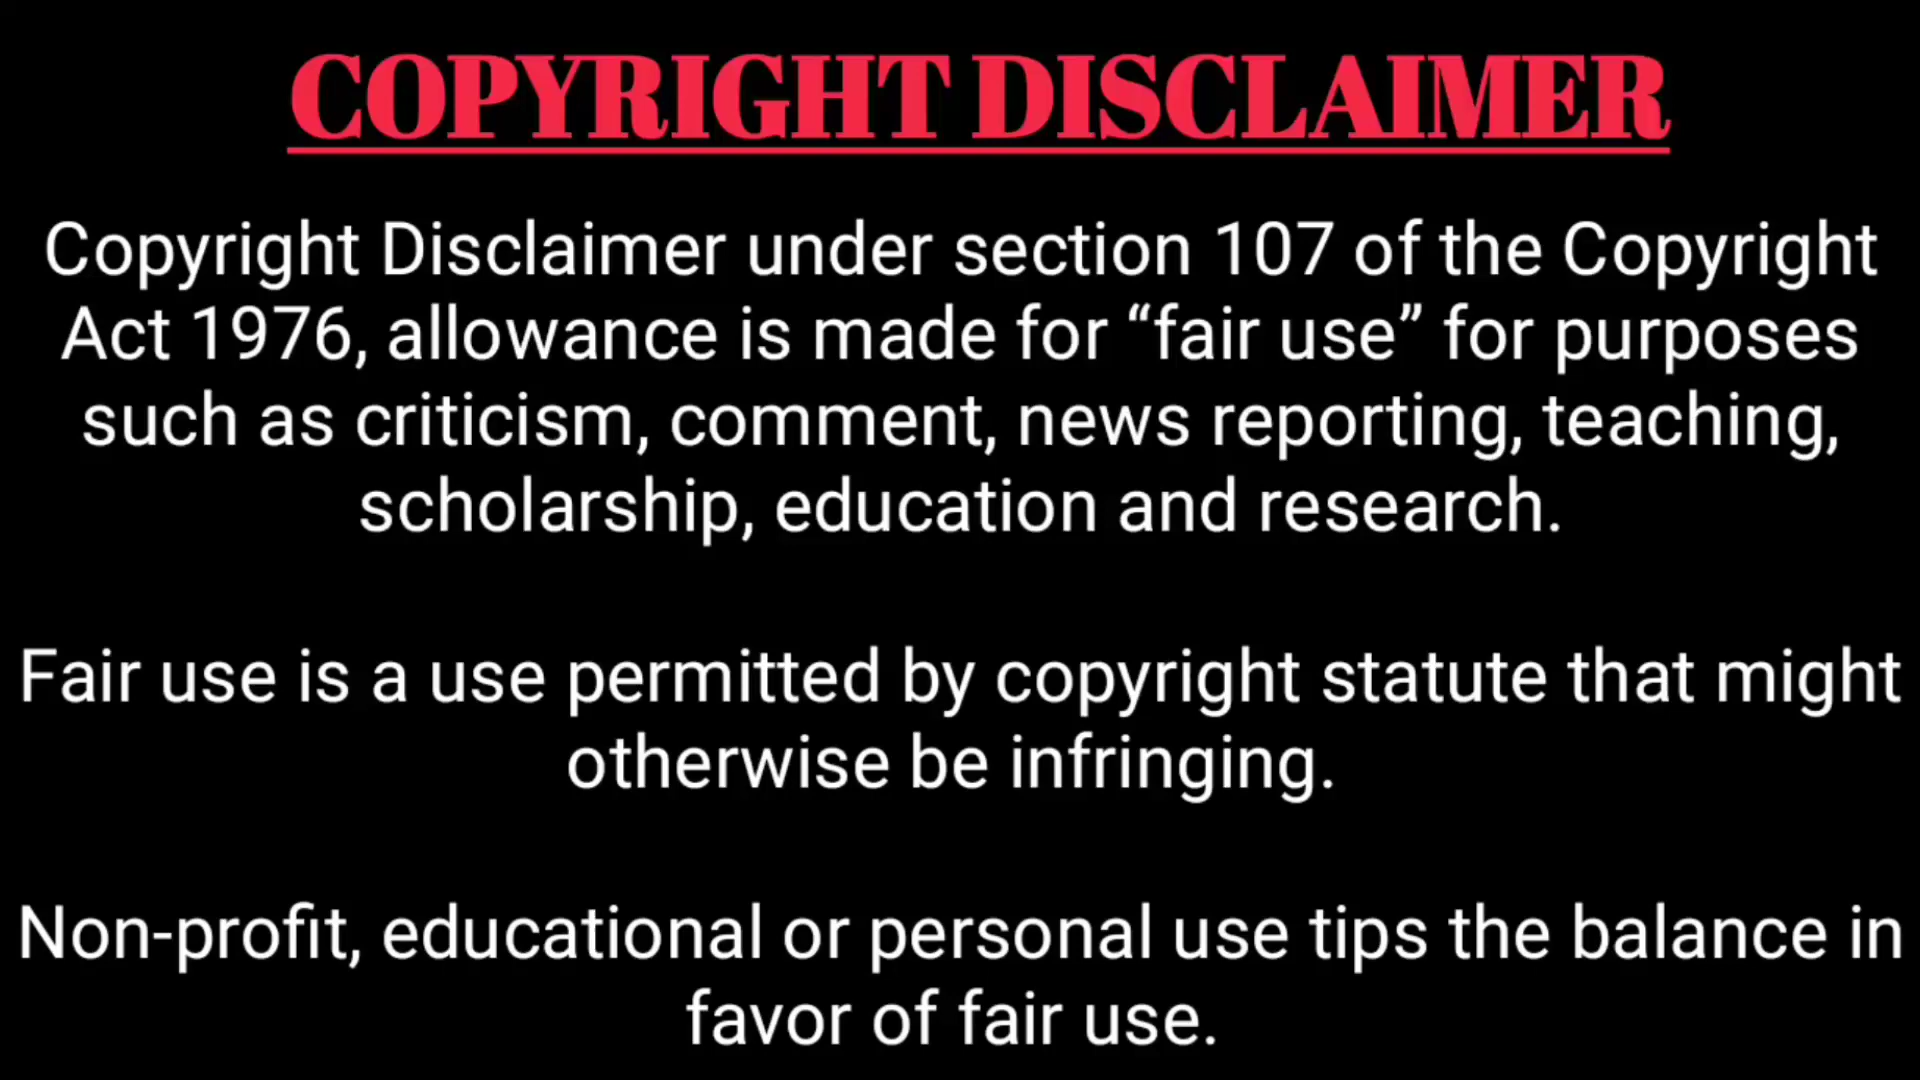 COPYRIGHT DISCLAIMER
Copyright Disclaimer under section 107 of the Copyright
Act 1976, allowance is made for “fair use” for purposes
such as criticism, comment, news reporting, teaching,
scholarship, education and research.
Fair use is a use permitted by copyright statute that might
otherwise be infringing.
Non-profit, educational or personal use tips the balance in
favor of fair use.